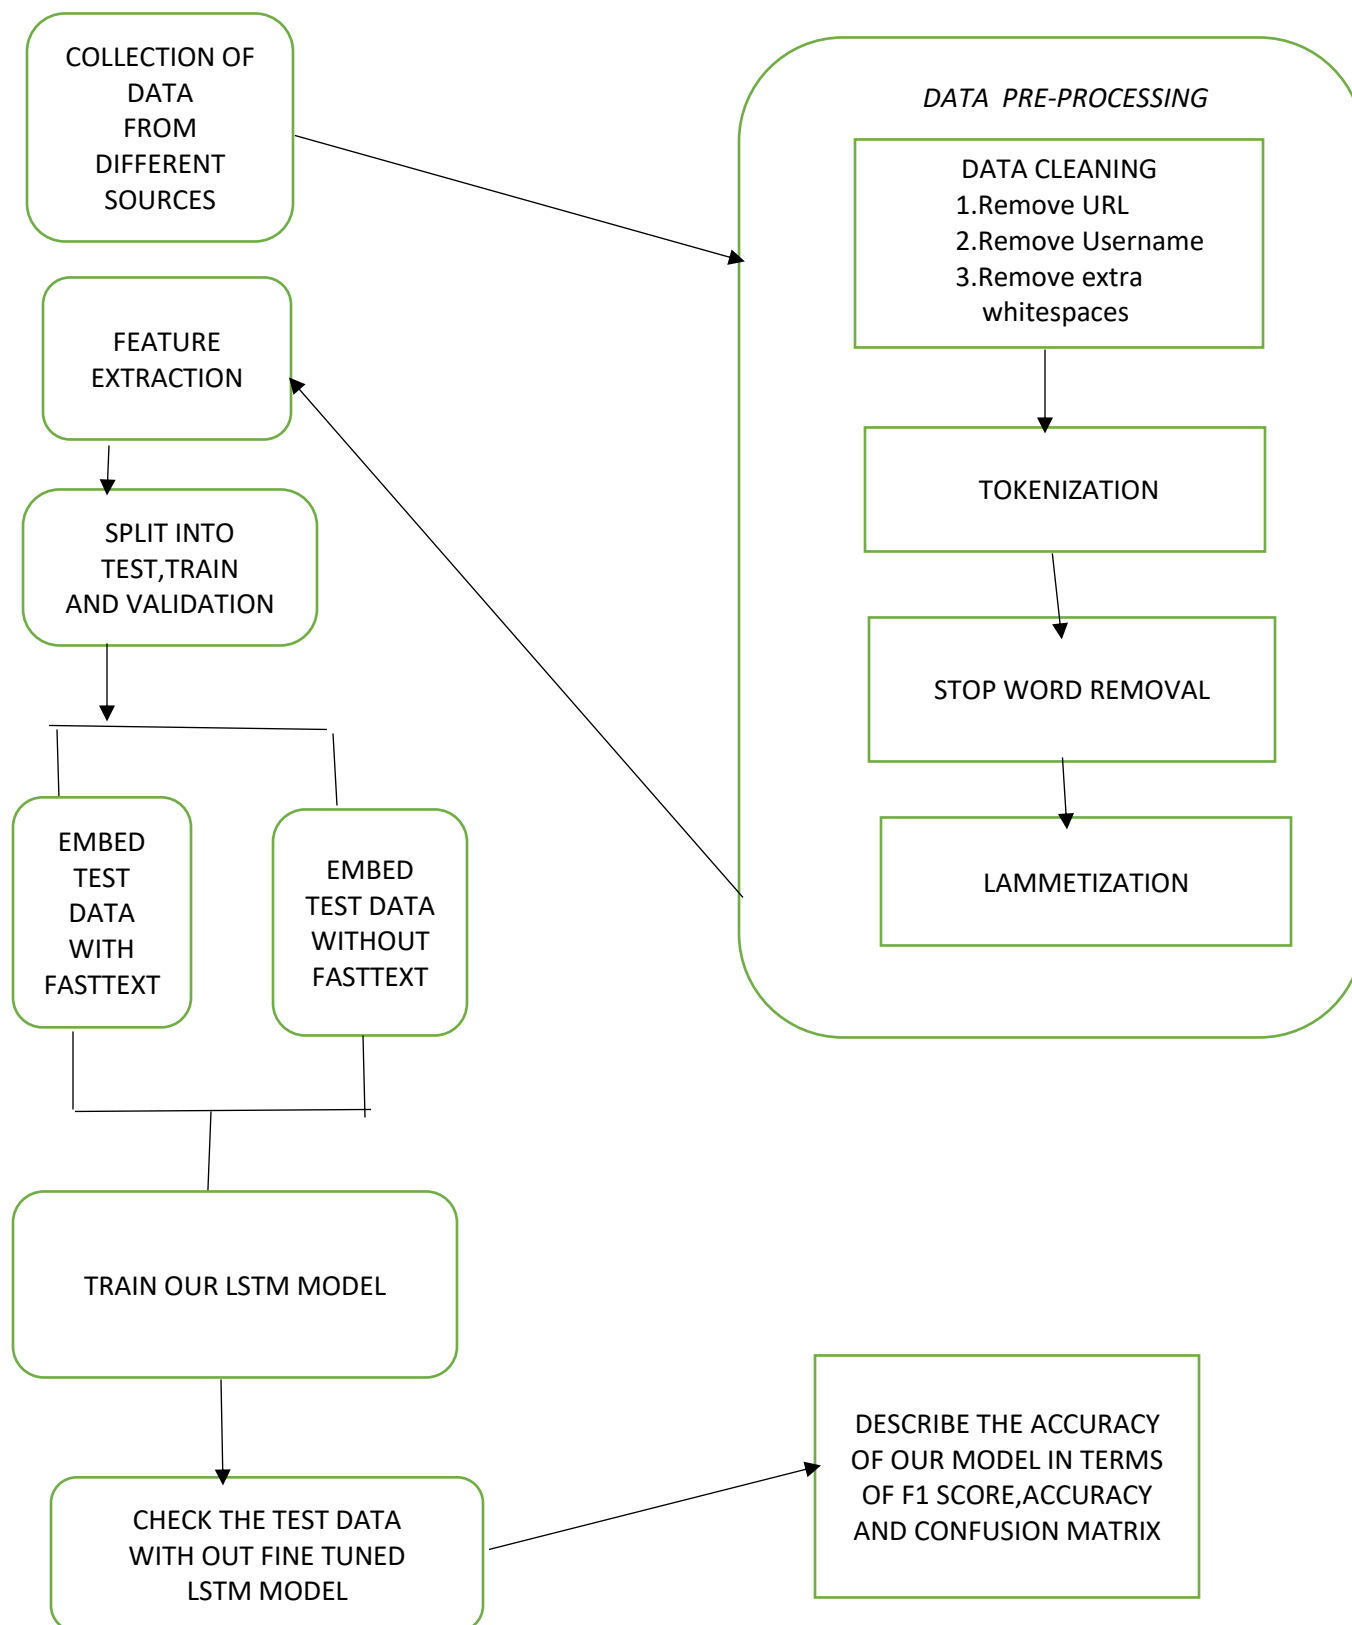 COLLECTION OF
DATA
FROM
DIFFERENT
SOURCES
DATA  PRE-PROCESSING
DATA CLEANING
1.Remove URL
2.Remove Username
3.Remove extra
whitespaces
TOKENIZATION
STOP WORD REMOVAL
LAMMETIZATION
FEATURE
EXTRACTION
SPLIT INTO
TEST,TRAIN
AND VALIDATION
EMBED
TEST
DATA
WITH
FASTTEXT
EMBED
TEST DATA
WITHOUT
FASTTEXT
TRAIN OUR LSTM MODEL
CHECK THE TEST DATA
WITH OUT FINE TUNED
LSTM MODEL
DESCRIBE THE ACCURACY
OF OUR MODEL IN TERMS
OF F1 SCORE,ACCURACY
AND CONFUSION MATRIX